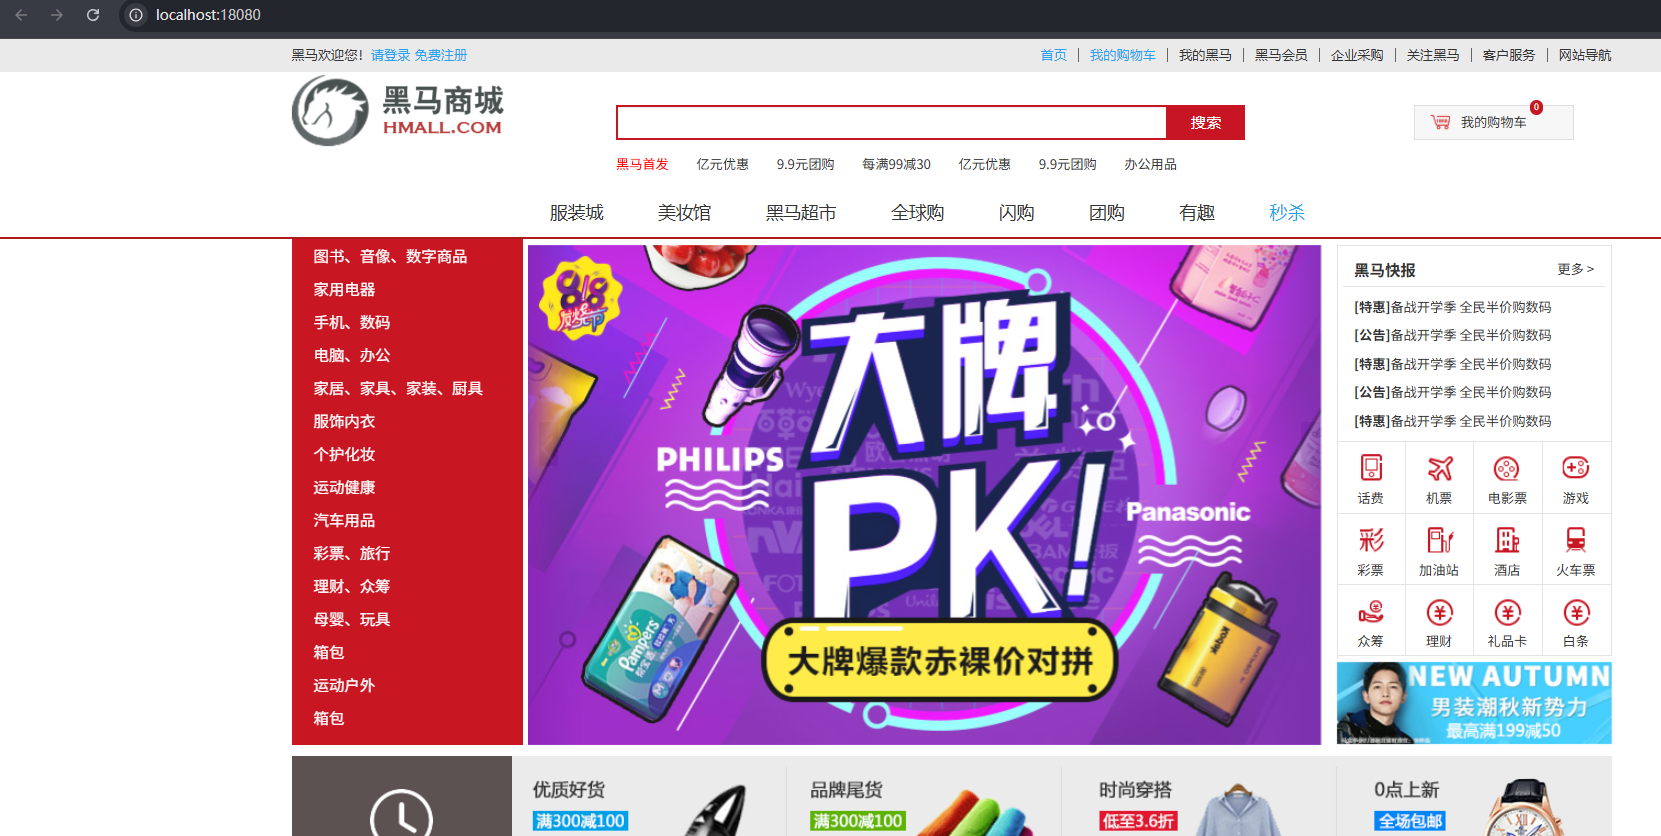 localhost:18080
黑马欢迎您! 请登录 免费注册
首页 | 我的购物车 | 我的黑马 | 黑马会员 | 企业采购 | 关注黑马 | 客户服务 | 网站导航
黑马商城
HMALL.COM
搜索
0
我的购物车
黑马首发 亿元优惠 9.9元团购 每满99减30 亿元优惠 9.9元团购 办公用品
服装城 美妆馆 黑马超市 全球购 闪购 团购 有趣 秒杀
图书、音像、数字商品
家用电器
手机、数码
电脑、办公
家居、家具、家装、厨具
服饰内衣
个护化妆
运动健康
汽车用品
彩票、旅行
理财、众筹
母婴、玩具
箱包
运动户外
箱包
大牌
PK!
PHILIPS
Panasonic
Pampers
大牌爆款赤裸价对拼
黑马快报 更多 >
[特惠]备战开学季 全民半价购数码
[公告]备战开学季 全民半价购数码
[特惠]备战开学季 全民半价购数码
[公告]备战开学季 全民半价购数码
[特惠]备战开学季 全民半价购数码
话费 机票 电影票 游戏
彩票 加油站 酒店 火车票
众筹 理财 礼品卡 白条
NEW AUTUMN
男装潮秋新势力
最高满199减50
优质好货
满300减100
品牌尾货
满300减100
时尚穿搭
低至3.6折
0点上新
全场包邮